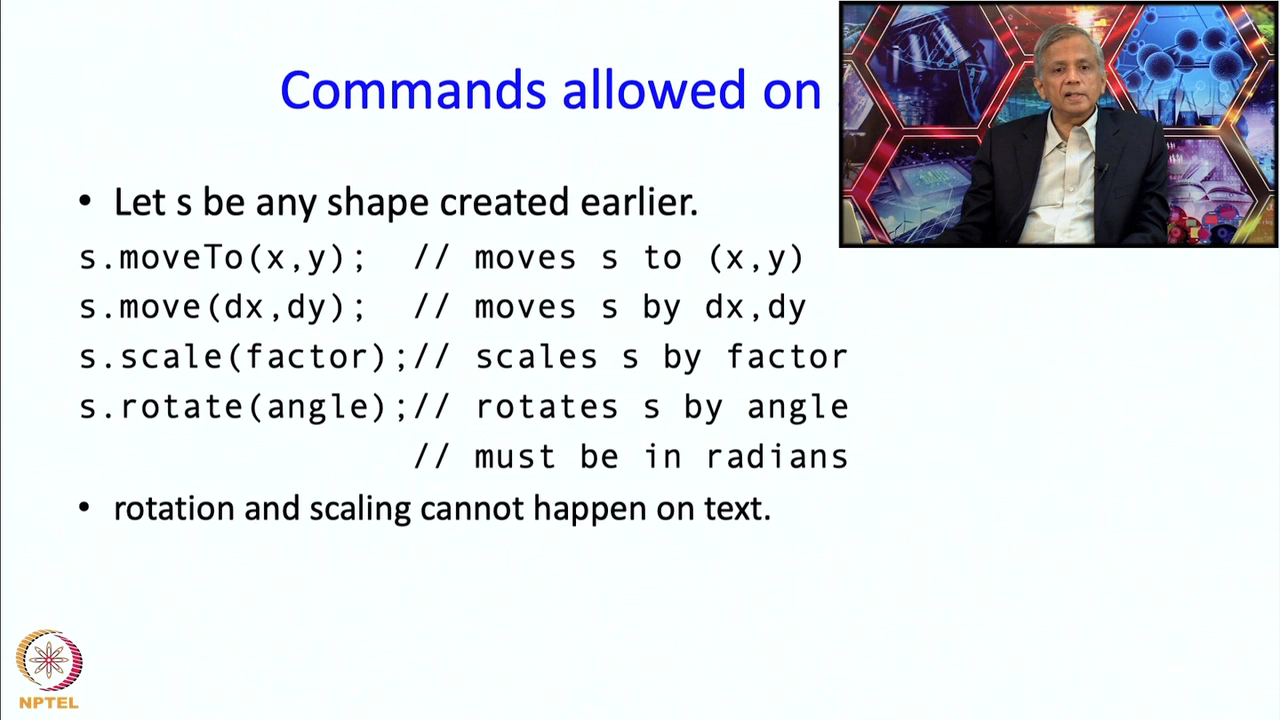 Commands allowed on
• Let s be any shape created earlier.
s.moveTo(x,y); // moves s to (x,y)
s.move(dx,dy); // moves s by dx,dy
s.scale(factor);// scales s by factor
s.rotate(angle);// rotates s by angle
// must be in radians
• rotation and scaling cannot happen on text.
NPTEL